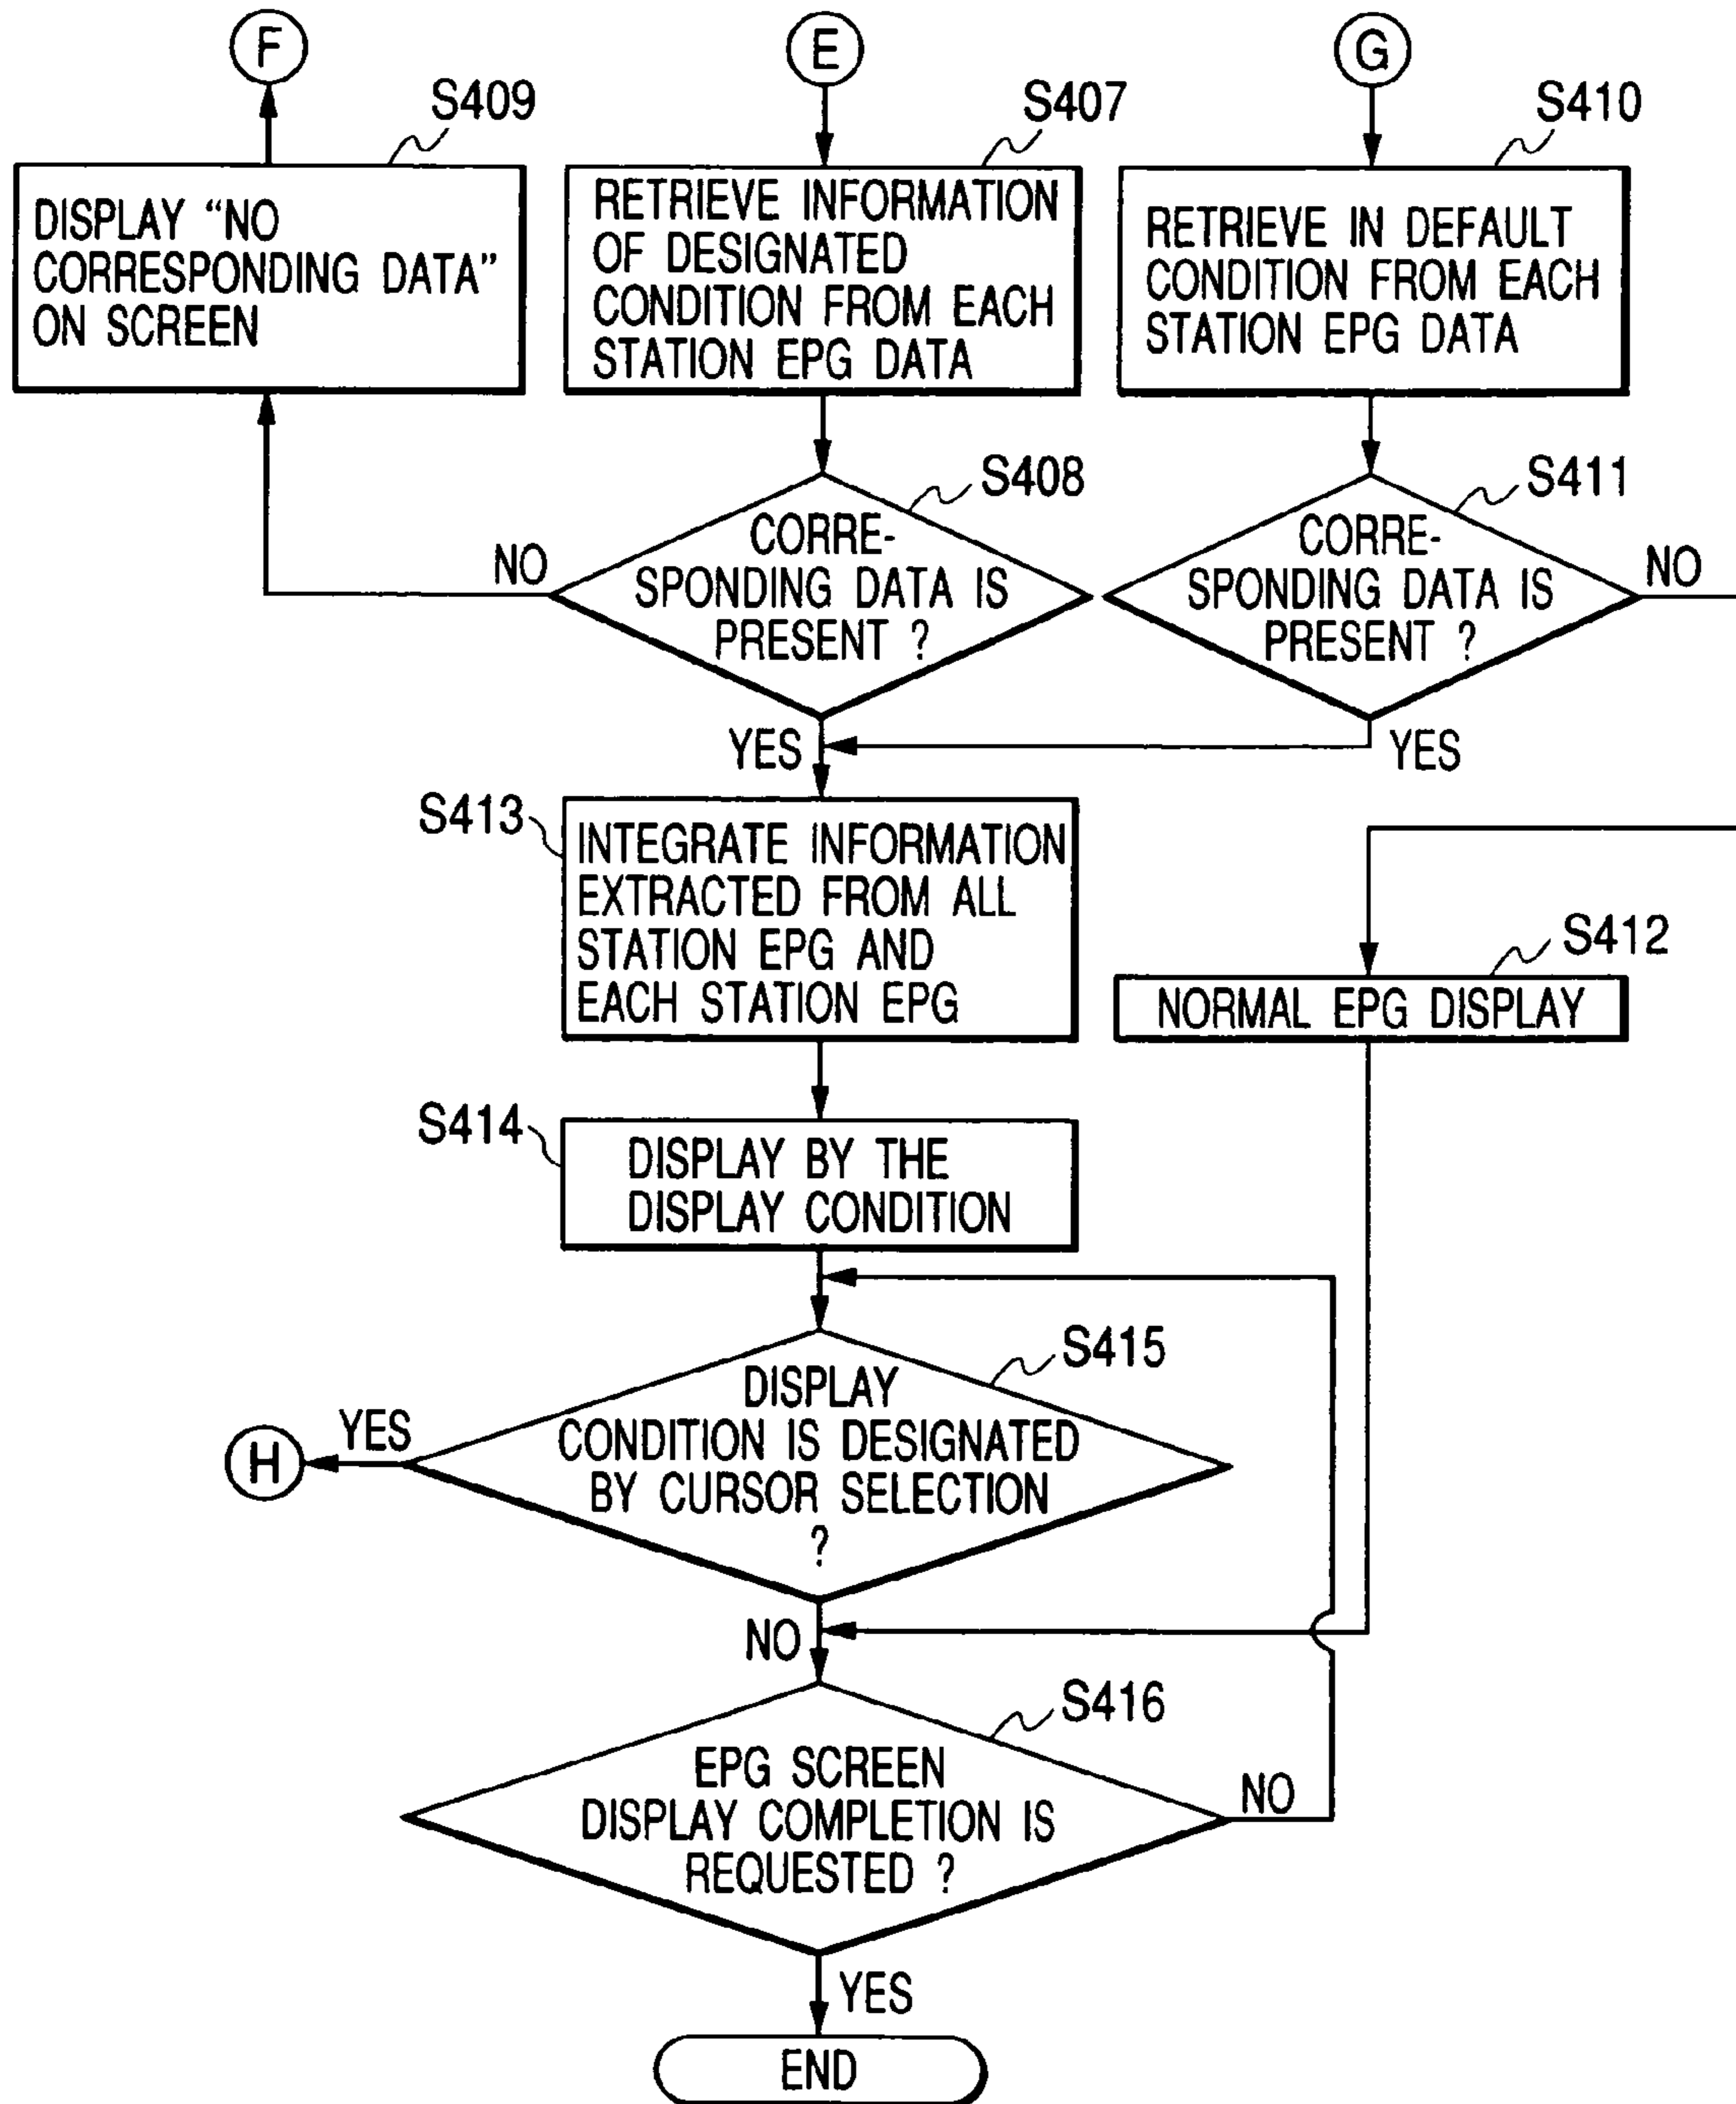 F
E
G
S409
S407
S410
DISPLAY “NO
CORRESPONDING DATA”
ON SCREEN
RETRIEVE INFORMATION
OF DESIGNATED
CONDITION FROM EACH
STATION EPG DATA
RETRIEVE IN DEFAULT
CONDITION FROM EACH
STATION EPG DATA
S408
S411
NO
CORRE-
SPONDING DATA IS
PRESENT ?
CORRE-
SPONDING DATA IS
PRESENT ?
NO
YES
YES
S413
INTEGRATE INFORMATION
EXTRACTED FROM ALL
STATION EPG AND
EACH STATION EPG
S412
NORMAL EPG DISPLAY
S414
DISPLAY BY THE
DISPLAY CONDITION
S415
H
YES
DISPLAY
CONDITION IS DESIGNATED
BY CURSOR SELECTION
?
NO
S416
EPG SCREEN
DISPLAY COMPLETION IS
REQUESTED ?
NO
YES
END